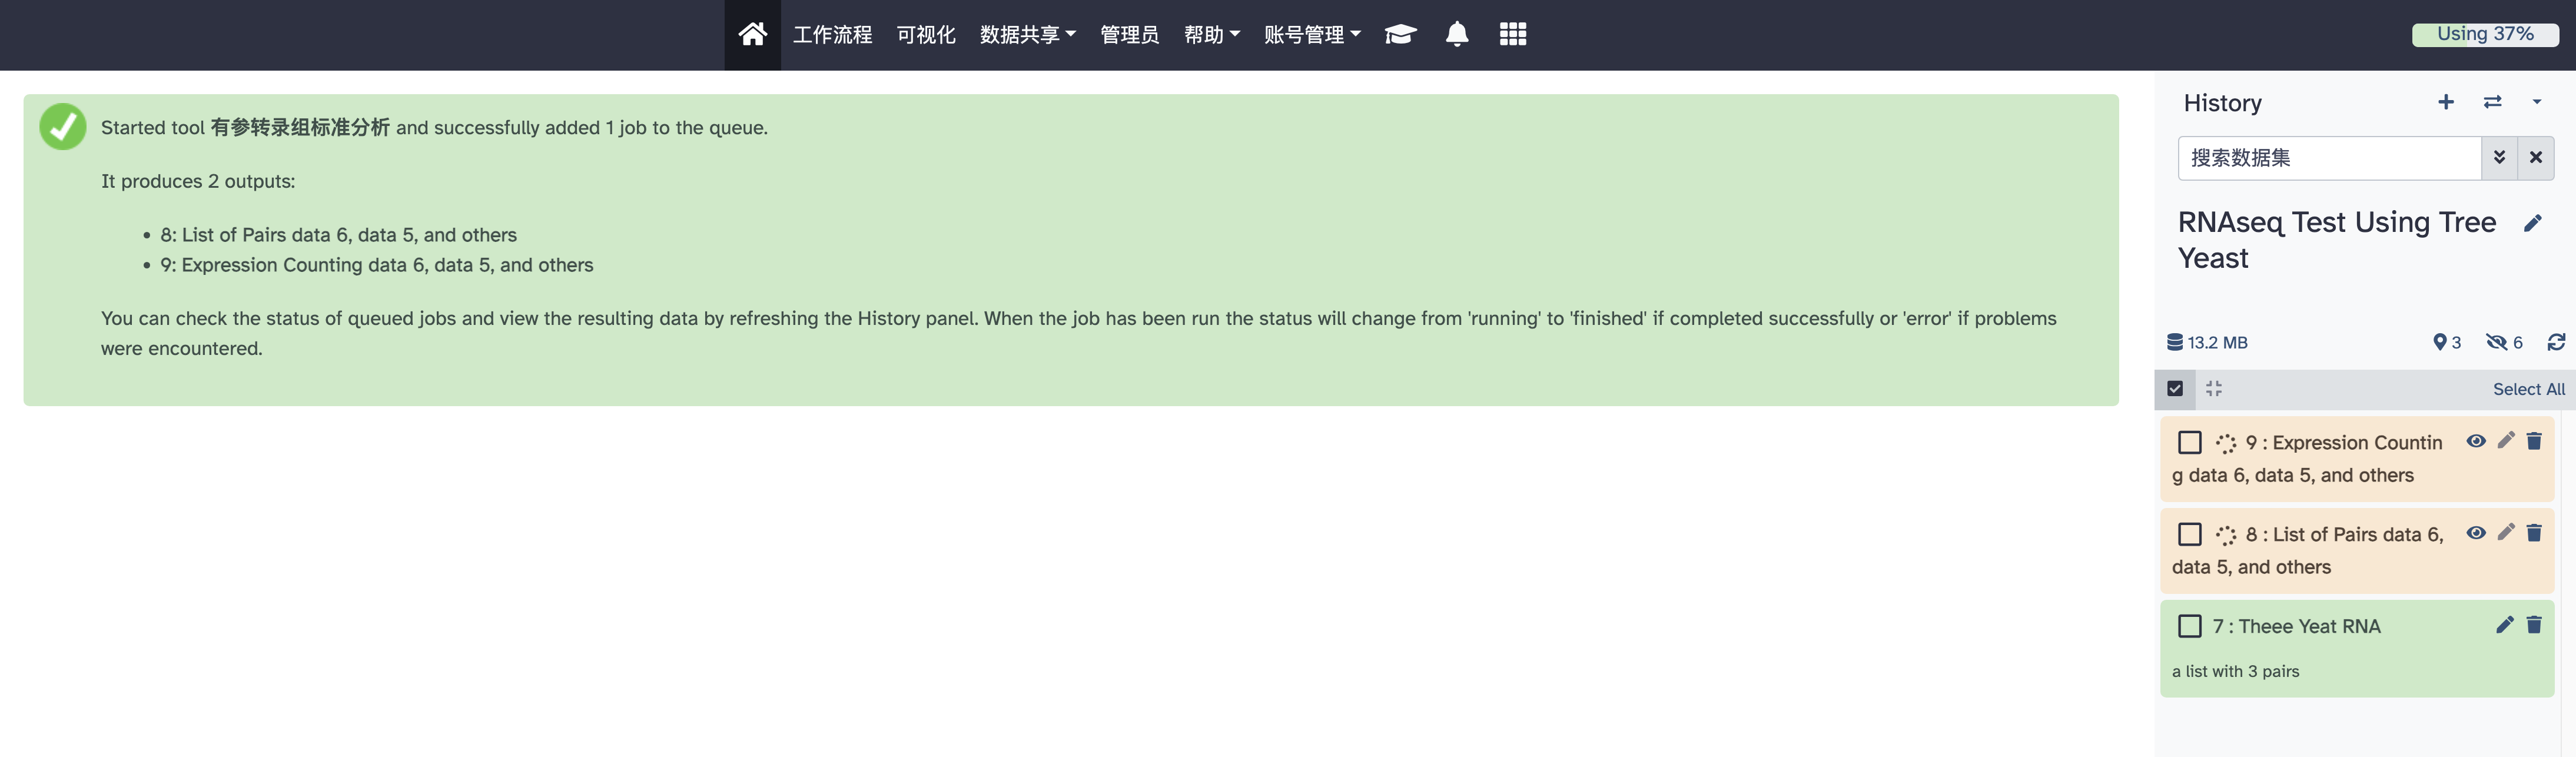 工作流程 可视化 数据共享 管理员 帮助 账号管理 Using 37%
Started tool 有参转录组标准分析 and successfully added 1 job to the queue.
It produces 2 outputs:
8: List of Pairs data 6, data 5, and others
9: Expression Counting data 6, data 5, and others
You can check the status of queued jobs and view the resulting data by refreshing the History panel. When the job has been run the status will change from 'running' to 'finished' if completed successfully or 'error' if problems
were encountered.
History
搜索数据集
RNAseq Test Using Tree
Yeast
13.2 MB 3 6
Select All
9 : Expression Countin
g data 6, data 5, and others
8 : List of Pairs data 6,
data 5, and others
7 : Theee Yeat RNA
a list with 3 pairs